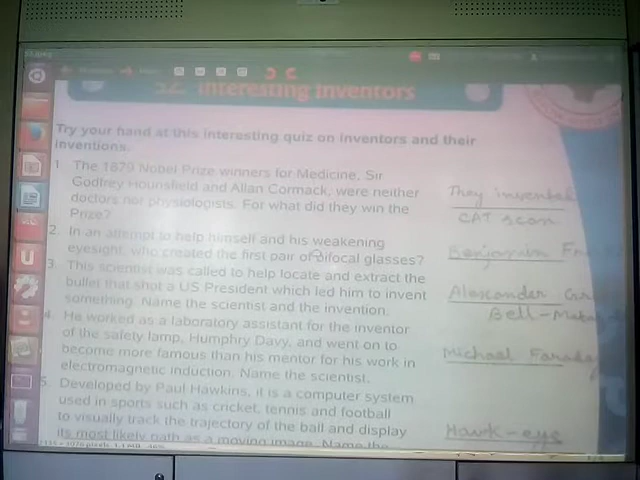 52 Interesting Inventors
Try your hand at this interesting quiz on inventors and their
inventions.
1 The 1879 Nobel Prize winners for Medicine, Sir
Godfrey Hounsfield and Allan Cormack, were neither
doctors nor physiologists. For what did they win the
Prize?
They invented
CAT scan
2. In an attempt to help himself and his weakening
eyesight, who created the first pair of bifocal glasses?
Benjamin
3. This scientist was called to help locate and extract the
bullet that shot a US President which led him to invent
something. Name the scientist and the invention.
Alexander
Bell-
4. He worked as a laboratory assistant for the inventor
of the safety lamp, Humphry Davy, and went on to
become more famous than his mentor for his work in
electromagnetic induction. Name the scientist.
Michael Faraday
5. Developed by Paul Hawkins, it is a computer system
used in sports such as cricket, tennis and football
to visually track the trajectory of the ball and display
its most likely path as a moving image. Name the
Hawk-eye